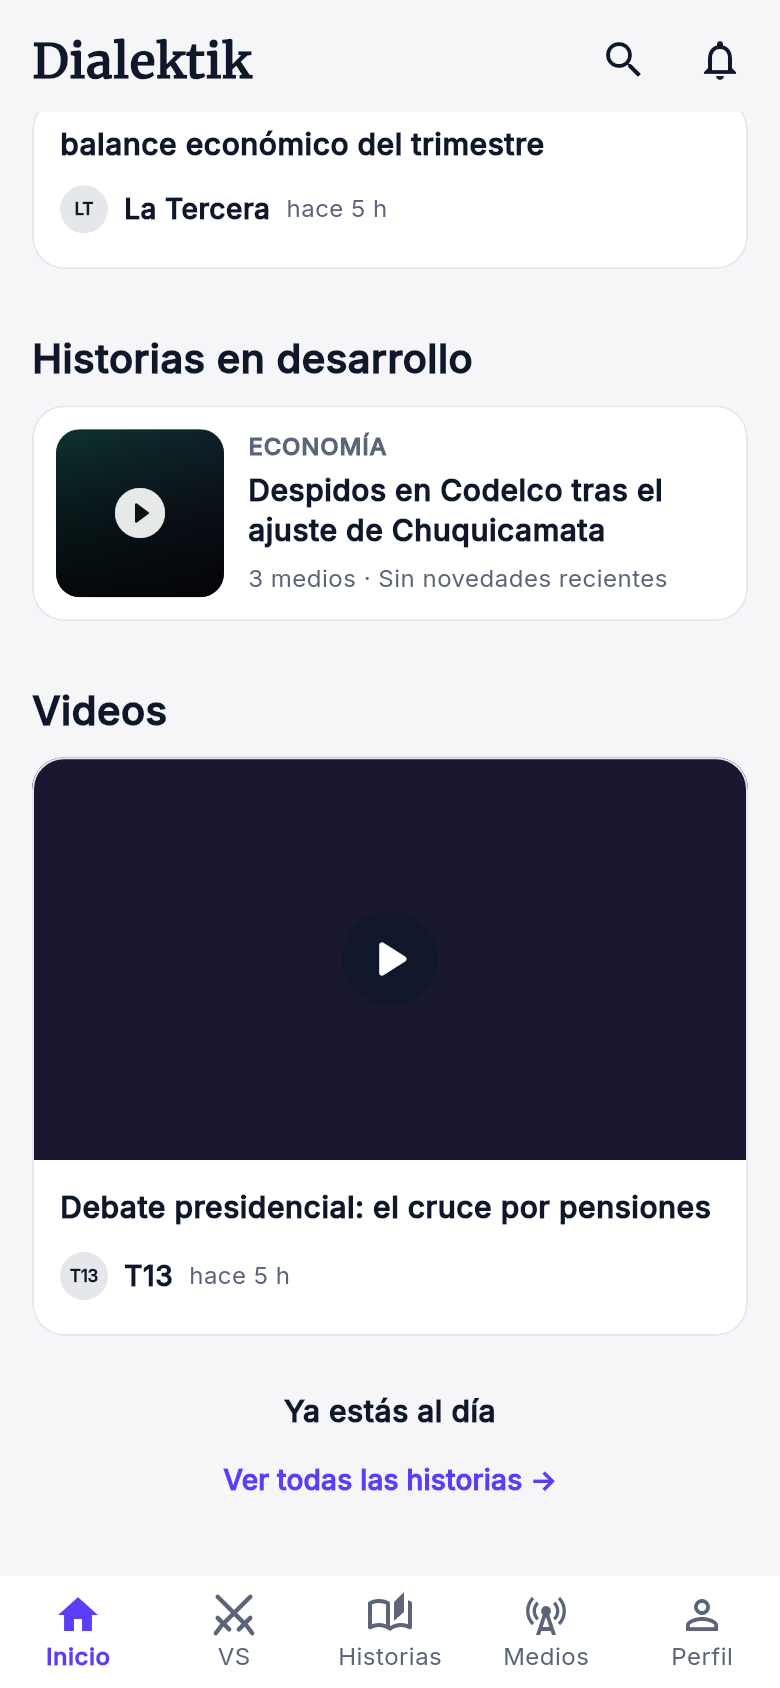 Dialektik
balance económico del trimestre
LT La Tercera hace 5 h
Historias en desarrollo
ECONOMÍA
Despidos en Codelco tras el
ajuste de Chuquicamata
3 medios · Sin novedades recientes
Videos
Debate presidencial: el cruce por pensiones
T13 T13 hace 5 h
Ya estás al día
Ver todas las historias →
Inicio VS Historias Medios Perfil